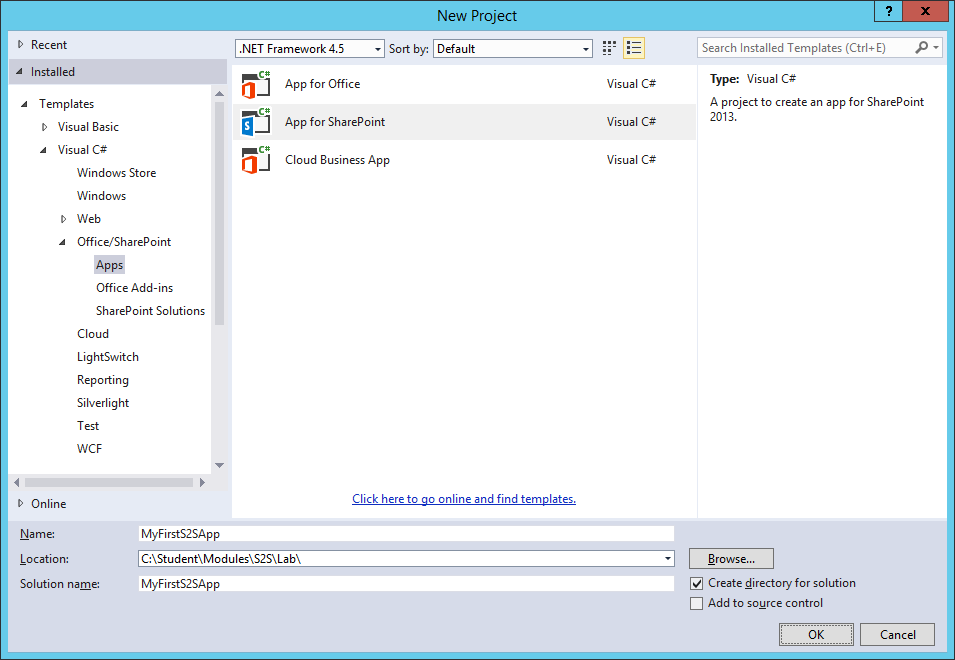 New Project
?
x
Recent
.NET Framework 4.5
Sort by:
Default
Search Installed Templates (Ctrl+E)
Installed
Templates
Visual Basic
Visual C#
Windows Store
Windows
Web
Office/SharePoint
Apps
Office Add-ins
SharePoint Solutions
Cloud
LightSwitch
Reporting
Silverlight
Test
WCF
Online
C#
App for Office
Visual C#
C#
S
App for SharePoint
Visual C#
C#
Cloud Business App
Visual C#
Click here to go online and find templates.
Type: Visual C#
A project to create an app for SharePoint
2013.
Name:
MyFirstS2SApp
Location:
C:\Student\Modules\S2S\Lab\
Browse...
Solution name:
MyFirstS2SApp
Create directory for solution
Add to source control
OK
Cancel